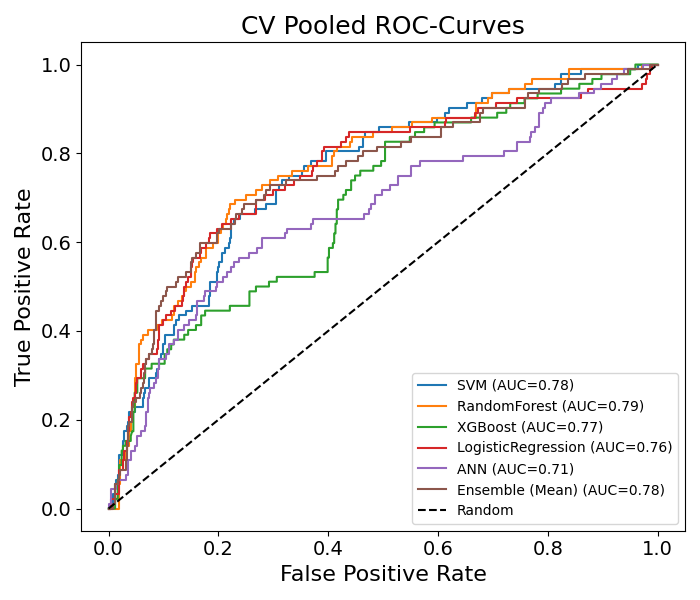 CV Pooled ROC-Curves
True Positive Rate
1.0
0.8
0.6
0.4
0.2
0.0
SVM (AUC=0.78)
RandomForest (AUC=0.79)
XGBoost (AUC=0.77)
LogisticRegression (AUC=0.76)
ANN (AUC=0.71)
Ensemble (Mean) (AUC=0.78)
Random
0.0 0.2 0.4 0.6 0.8 1.0
False Positive Rate